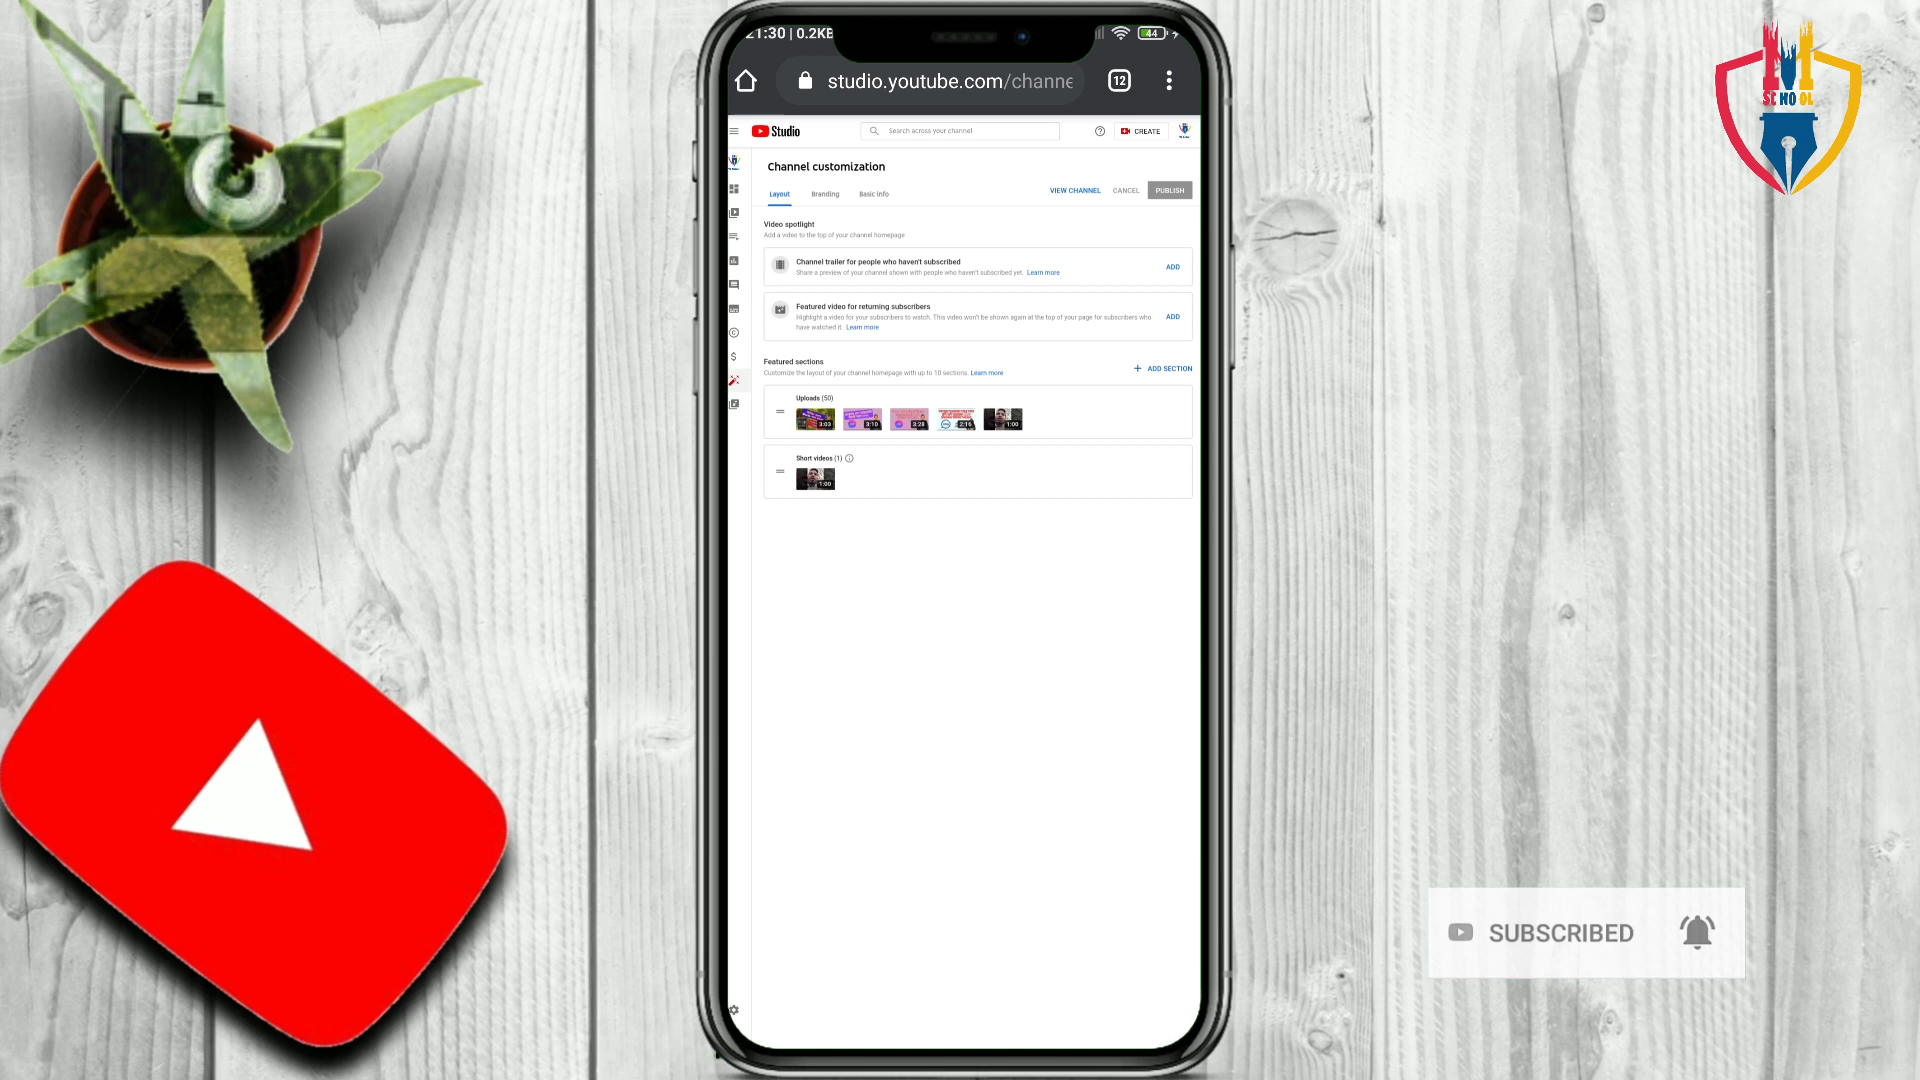 21:30 | 0.2KB
44
studio.youtube.com/channe
12
Studio
Search across your channel
CREATE
Channel customization
Layout
Branding
Basic info
VIEW CHANNEL
CANCEL
PUBLISH
Video spotlight
Add a video to the top of your channel homepage
Channel trailer for people who haven't subscribed
Share a preview of your channel shown with people who haven't subscribed yet. Learn more
ADD
Featured video for returning subscribers
Highlight a video for your subscribers to watch. This video won't be shown again at the top of your page for subscribers who
have watched it. Learn more
ADD
Featured sections
Customize the layout of your channel homepage with up to 10 sections. Learn more
+ ADD SECTION
Uploads (50)
3:03
3:10
3:28
2:16
1:00
Short videos (1)
1:00
SCHOOL
SUBSCRIBED